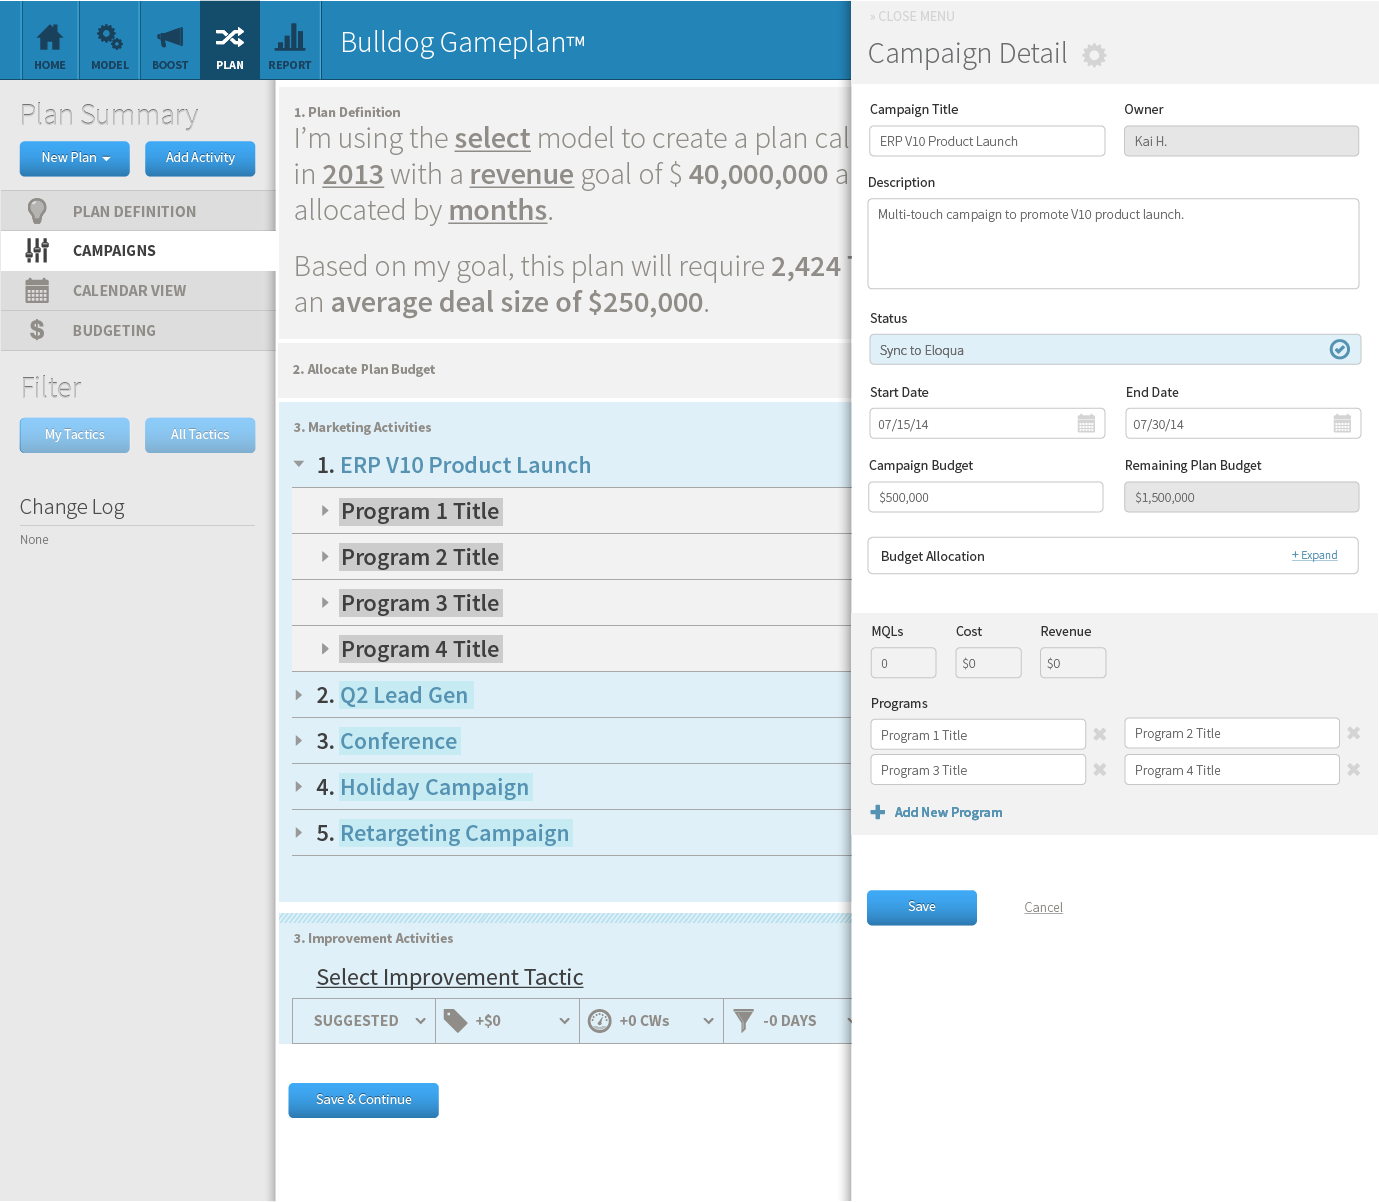 HOME
MODEL
BOOST
PLAN
REPORT
Bulldog Gameplan™
Plan Summary
New Plan
Add Activity
PLAN DEFINITION
CAMPAIGNS
CALENDAR VIEW
BUDGETING
Filter
My Tactics
All Tactics
Change Log
None
1. Plan Definition
I'm using the select model to create a plan cal
in 2013 with a revenue goal of $ 40,000,000 a
allocated by months.
Based on my goal, this plan will require 2,424
an average deal size of $250,000.
2. Allocate Plan Budget
3. Marketing Activities
1. ERP V10 Product Launch
Program 1 Title
Program 2 Title
Program 3 Title
Program 4 Title
2. Q2 Lead Gen
3. Conference
4. Holiday Campaign
5. Retargeting Campaign
3. Improvement Activities
Select Improvement Tactic
SUGGESTED
+$0
+0 CWs
-0 DAYS
Save & Continue
» CLOSE MENU
Campaign Detail
Campaign Title
Owner
ERP V10 Product Launch
Kai H.
Description
Multi-touch campaign to promote V10 product launch.
Status
Sync to Eloqua
Start Date
End Date
07/15/14
07/30/14
Campaign Budget
Remaining Plan Budget
$500,000
$1,500,000
Budget Allocation
+ Expand
MQLs
Cost
Revenue
0
$0
$0
Programs
Program 1 Title
Program 2 Title
Program 3 Title
Program 4 Title
Add New Program
Save
Cancel